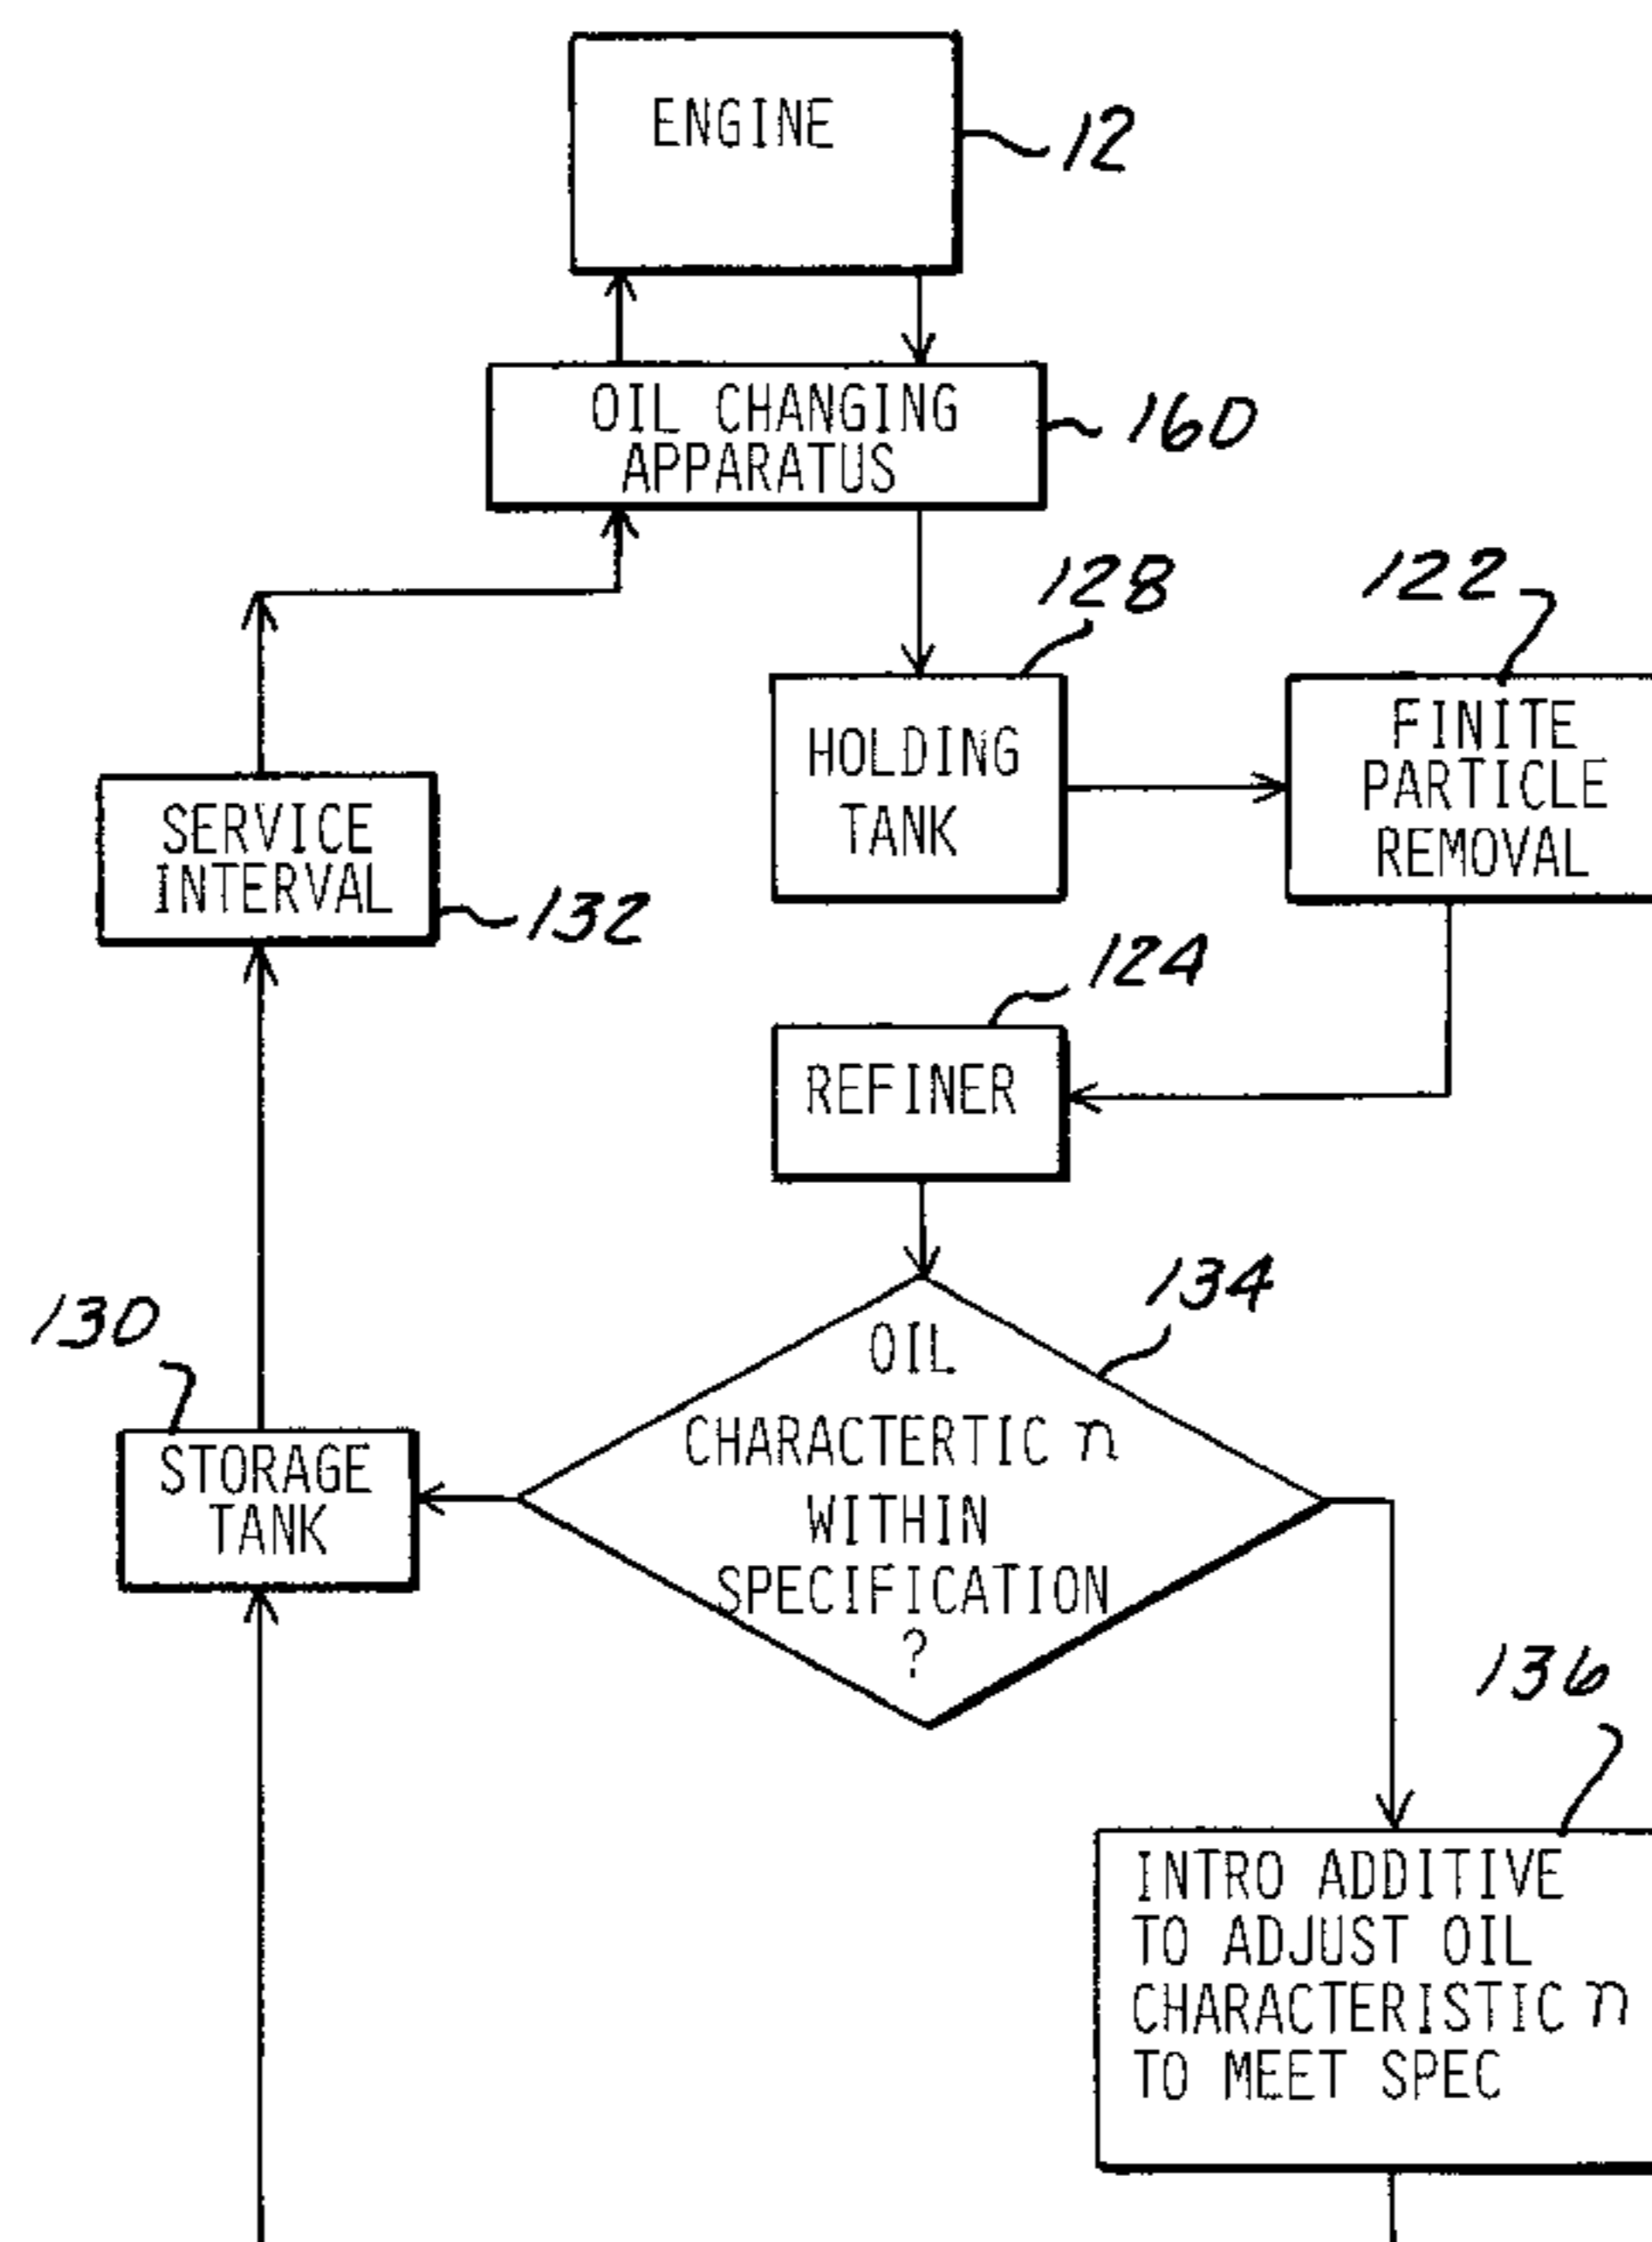 ENGINE
12
OIL CHANGING
APPARATUS
160
128
122
HOLDING
TANK
FINITE
PARTICLE
REMOVAL
SERVICE
INTERVAL
132
124
REFINER
134
130
OIL
CHARACTERTIC n
WITHIN
SPECIFICATION
?
STORAGE
TANK
136
INTRO ADDITIVE
TO ADJUST OIL
CHARACTERISTIC n
TO MEET SPEC